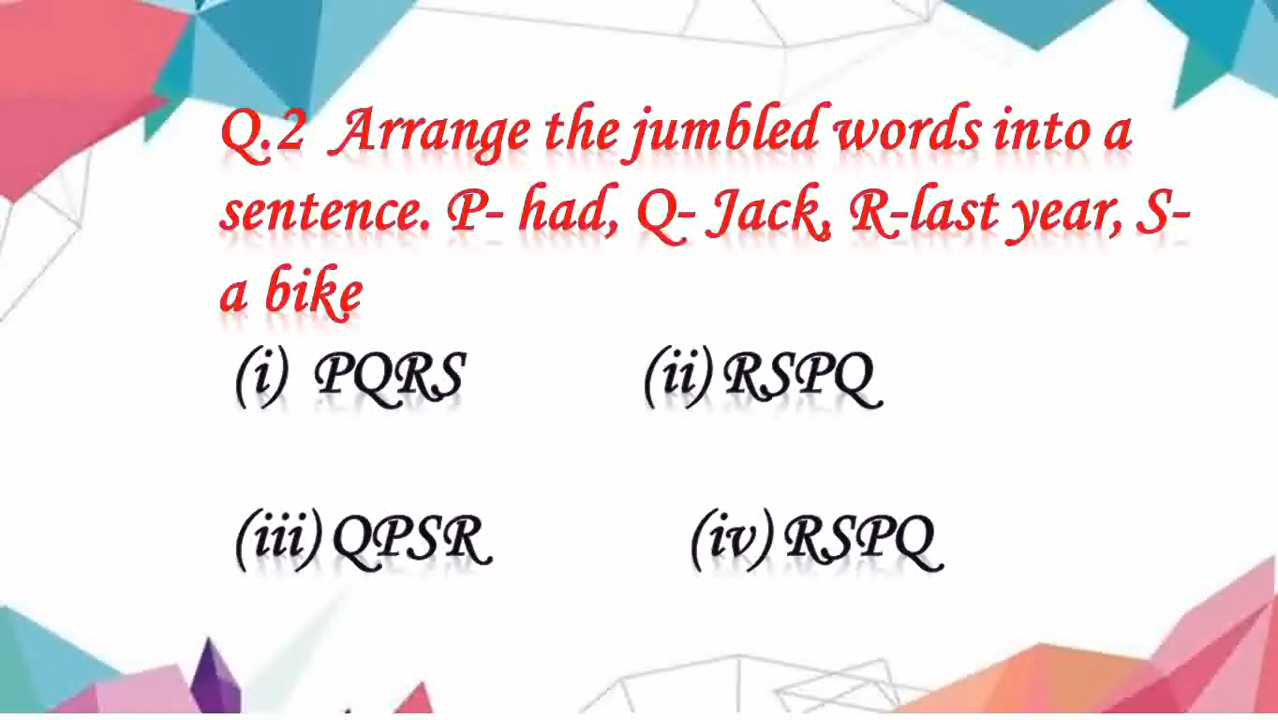 Q.2 Arrange the jumbled words into a
sentence. P- had, Q- Jack, R-last year, S-
a bike
(i) PQRS (ii) RSPQ
(iii) QPSR (iv) RSPQ